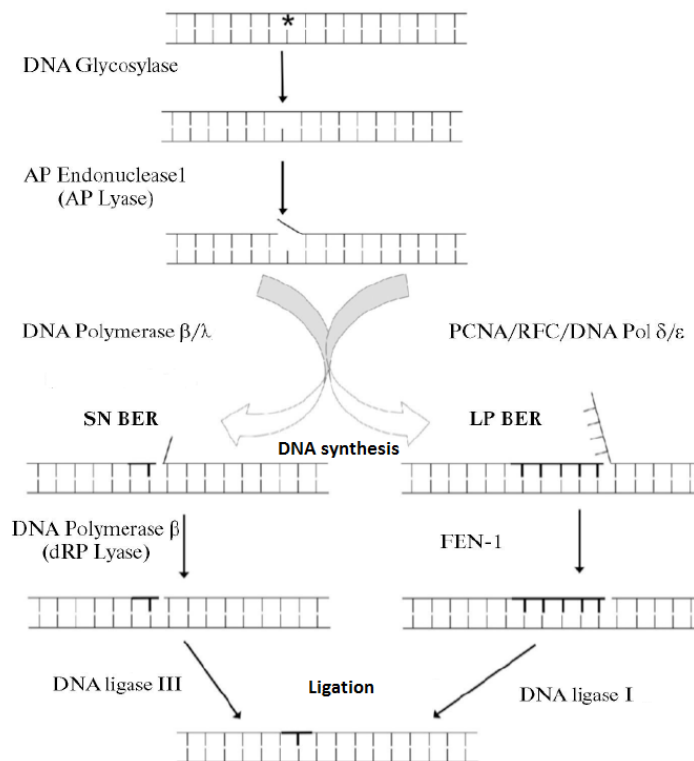 *
DNA Glycosylase
AP Endonuclease1
(AP Lyase)
DNA Polymerase β/λ
PCNA/RFC/DNA Pol δ/ε
SN BER
LP BER
DNA synthesis
DNA Polymerase β
(dRP Lyase)
FEN-1
DNA ligase III
Ligation
DNA ligase I